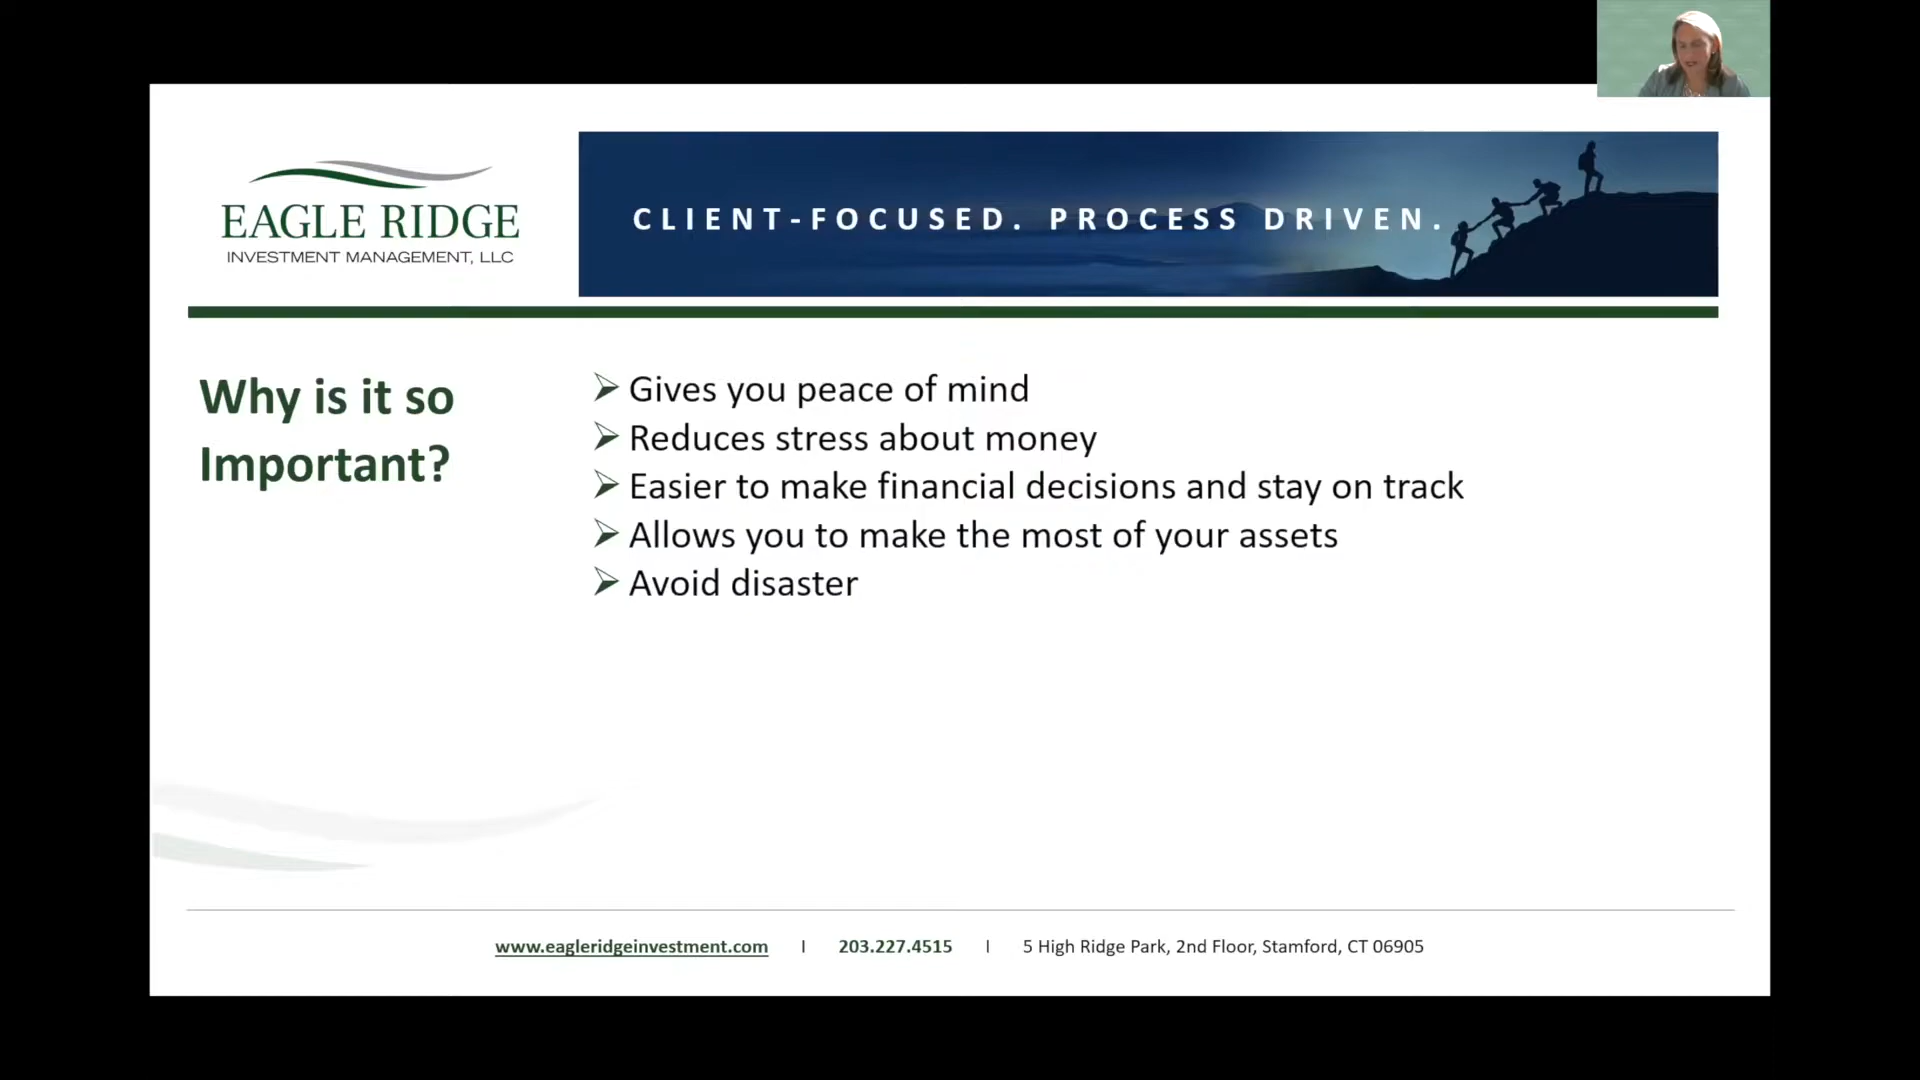 EAGLE RIDGE
INVESTMENT MANAGEMENT, LLC
CLIENT-FOCUSED. PROCESS DRIVEN.
Why is it so
Important?
➢ Gives you peace of mind
➢ Reduces stress about money
➢ Easier to make financial decisions and stay on track
➢ Allows you to make the most of your assets
➢ Avoid disaster
www.eagleridgeinvestment.com | 203.227.4515 | 5 High Ridge Park, 2nd Floor, Stamford, CT 06905